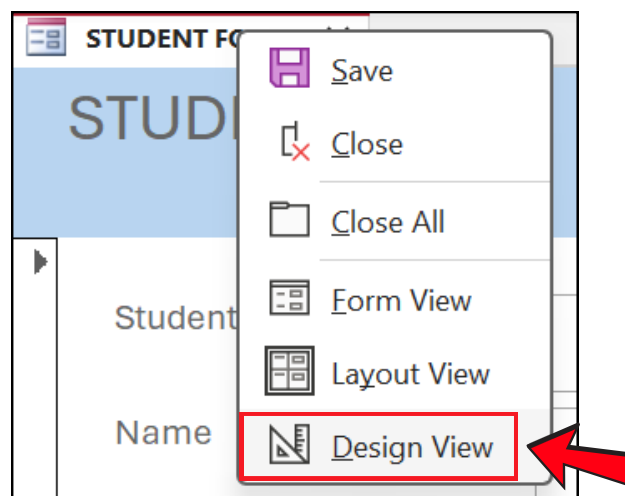 STUDENT FO
STUD
Save
Close
Close All
Form View
Layout View
Design View
Student
Name